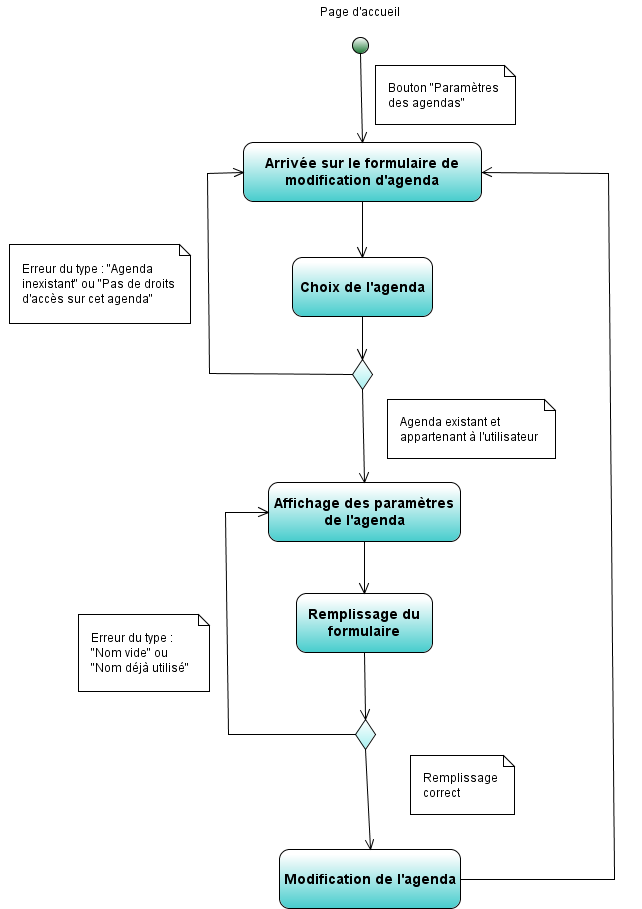 Page d'accueil
Bouton "Paramètres
des agendas"
Arrivée sur le formulaire de
modification d'agenda
Erreur du type : "Agenda
inexistant" ou "Pas de droits
d'accès sur cet agenda"
Choix de l'agenda
Agenda existant et
appartenant à l'utilisateur
Affichage des paramètres
de l'agenda
Remplissage du
formulaire
Erreur du type :
"Nom vide" ou
"Nom déjà utilisé"
Remplissage
correct
Modification de l'agenda